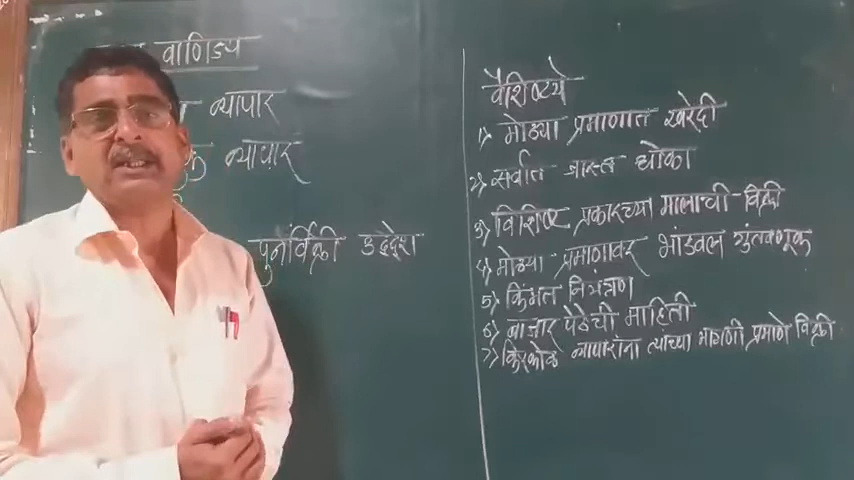 वाणिज्य
व्यापार
व्यापार
पुनर्विक्री उद्देश
वैशिष्ट्ये
1) मोठ्या प्रमाणात खरेदी
2) सर्वात जास्त धोका
3) विशिष्ट प्रकारच्या मालाची-विक्री
4) मोठ्या प्रमाणावर भांडवल गुंतवणूक
5) किंमत नियंत्रण
6) बाजार पेठेची माहिती
7) किरकोळ व्यापारांना त्यांच्या मागणी प्रमाणे विक्री